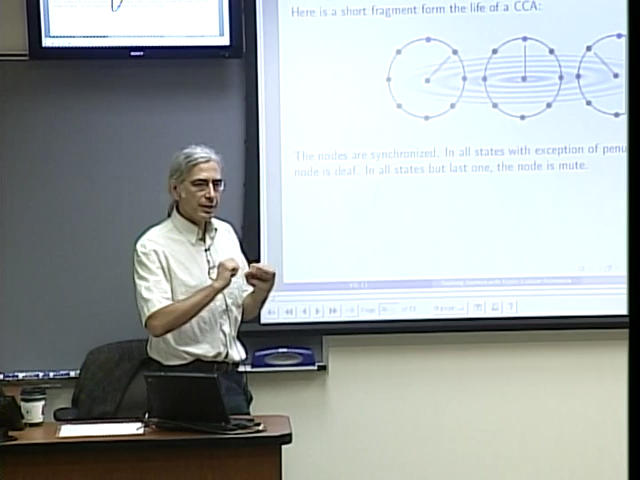 SONY
Here is a short fragment form the life of a CCA:
The nodes are synchronized. In all states with exception of penu
node is deaf. In all states but last one, the node is mute.